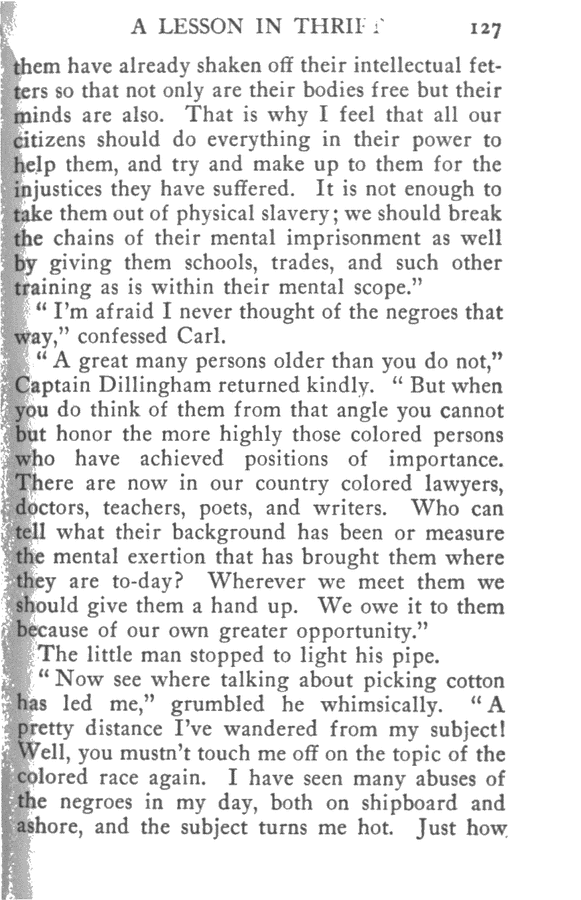 A LESSON IN THRIFT 127
them have already shaken off their intellectual fet-
ters so that not only are their bodies free but their
minds are also. That is why I feel that all our
citizens should do everything in their power to
help them, and try and make up to them for the
injustices they have suffered. It is not enough to
take them out of physical slavery; we should break
the chains of their mental imprisonment as well
by giving them schools, trades, and such other
training as is within their mental scope."
"I'm afraid I never thought of the negroes that
way," confessed Carl.
"A great many persons older than you do not,"
Captain Dillingham returned kindly. "But when
you do think of them from that angle you cannot
but honor the more highly those colored persons
who have achieved positions of importance.
There are now in our country colored lawyers,
doctors, teachers, poets, and writers. Who can
tell what their background has been or measure
the mental exertion that has brought them where
they are to-day? Wherever we meet them we
should give them a hand up. We owe it to them
because of our own greater opportunity."
The little man stopped to light his pipe.
"Now see where talking about picking cotton
has led me," grumbled he whimsically. "A
pretty distance I've wandered from my subject!
Well, you mustn't touch me off on the topic of the
colored race again. I have seen many abuses of
the negroes in my day, both on shipboard and
ashore, and the subject turns me hot. Just how